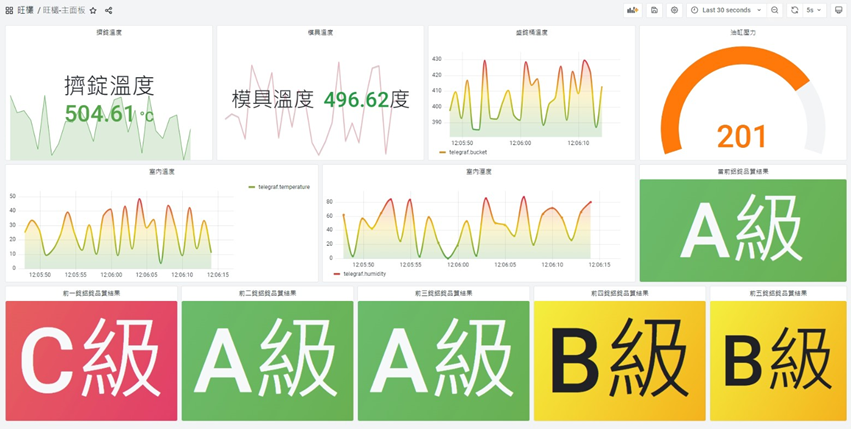 旺欉 / 旺欉-主面板
Last 30 seconds
5s
擠錠溫度
擠錠溫度
504.61 °C
模具溫度
模具溫度 496.62度
盛錠桶溫度
430
420
410
400
390
12:05:50
12:06:00
12:06:10
telegraf.bucket
油缸壓力
201
室內溫度
telegraf.temperature
50
40
30
20
10
0
12:05:50
12:05:55
12:06:00
12:06:05
12:06:10
12:06:15
室內溼度
80
60
40
20
0
12:05:50
12:05:55
12:06:00
12:06:05
12:06:10
12:06:15
telegraf.humidity
當前鋁錠品質結果
A級
前一錠鋁錠品質結果
C級
前二錠鋁錠品質結果
A級
前三錠鋁錠品質結果
A級
前四錠鋁錠品質結果
B級
前五錠鋁錠品質結果
B級